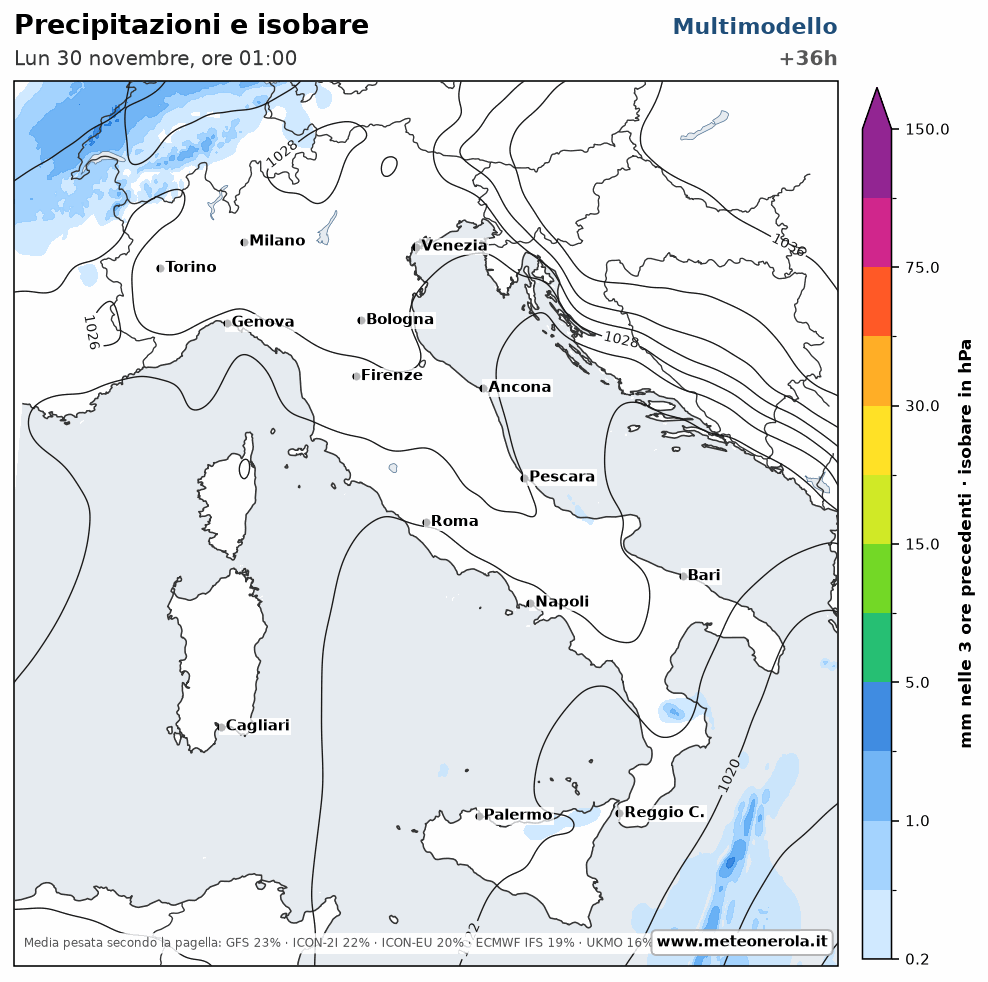 Precipitazioni e isobare
Multimodello
Lun 30 novembre, ore 01:00
+36h
1028
1036
Milano
Venezia
Torino
Genova
Bologna
1026
1028
Firenze
Ancona
Pescara
Roma
Bari
Napoli
Cagliari
1020
Palermo
Reggio C.
Media pesata secondo la pagella: GFS 23% · ICON-2I 22% · ICON-EU 20% · ECMWF IFS 19% · UKMO 16%
www.meteonerola.it
150.0
75.0
30.0
15.0
5.0
1.0
0.2
mm nelle 3 ore precedenti · isobare in hPa